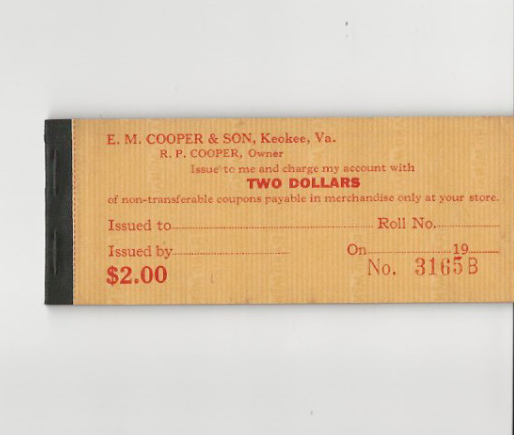 E. M. COOPER & SON, Keokee, Va.
R. P. COOPER, Owner
Issue to me and charge my account with
TWO DOLLARS
of non-transferable coupons payable in merchandise only at your store.
Issued to Roll No.
Issued by On 19
$2.00 No. 3165B